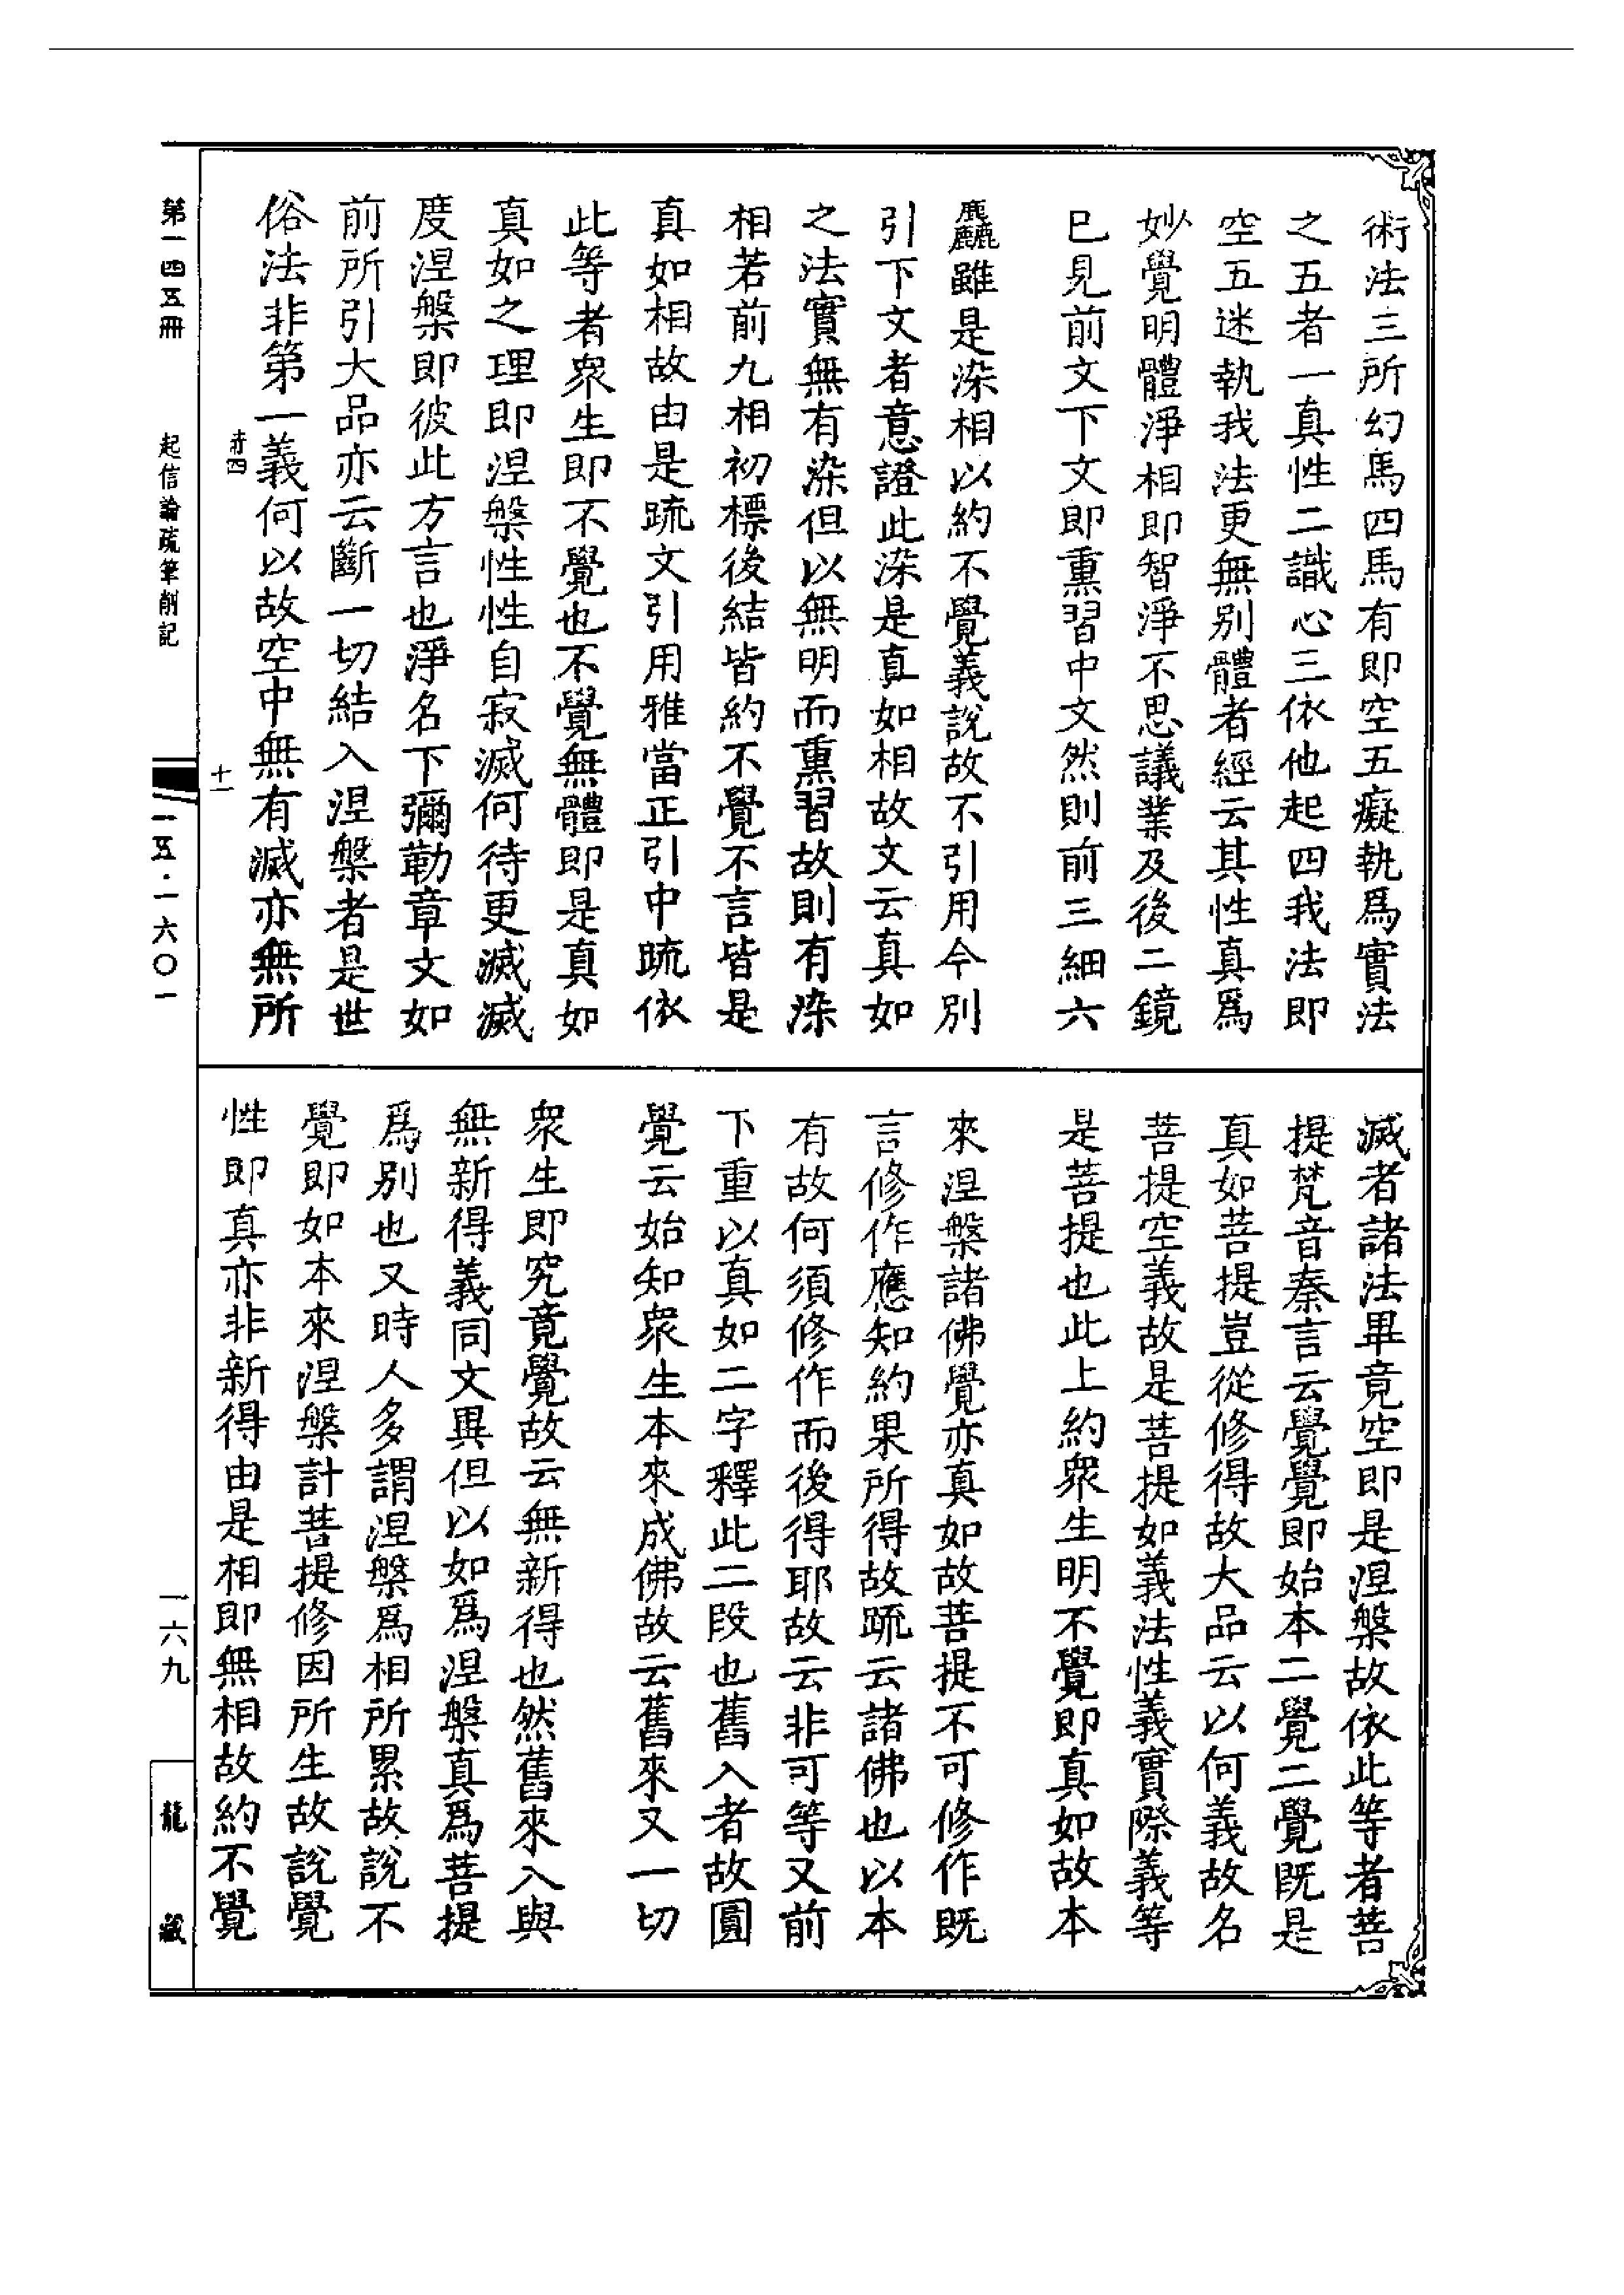 術法三所幻馬四馬有即空五癡執爲實法
之五者一真性二識心三依他起四我法即
空五迷執我法更無別體者經云其性真爲
妙覺明體淨相即智淨不思議業及後二鏡
已見前文下文即熏習中文然則前三細六
麤雖是染相以約不覺義說故不引用今別
引下文者意證此染是真如相故文云真如
之法實無有染但以無明而熏習故則有染
相若前九相初標後結皆約不覺不言皆是
真如相故由是疏文引用雅當正引中疏依
此等者衆生即不覺也不覺無體即是真如
真如之理即涅槃性性自寂滅何待更滅滅
度涅槃即彼此方言也淨名下彌勒章文如
前所引大品亦云斷一切結入涅槃者是世
俗法非第一義何以故空中無有滅亦無所
滅者諸法畢竟空即是涅槃故依此等者菩
提梵音秦言云覺覺即始本二覺二覺既是
真如菩提豈從修得故大品云以何義故名
菩提空義故是菩提如義法性義實際義等
是菩提也此上約衆生明不覺即真如故本
來涅槃諸佛覺亦真如故菩提不可修作既
言修作應知約果所得故疏云諸佛也以本
有故何須修作而後得耶故云非可等又前
下重以真如二字釋此二段也舊入者故圓
覺云始知衆生本來成佛故云舊來又一切
衆生即究竟覺故云無新得也然舊來入與
無新得義同文異但以如爲涅槃真爲菩提
爲別也又時人多謂涅槃爲相所累故說不
覺即如本來涅槃計菩提修因所生故說覺
性即真亦非新得由是相即無相故約不覺
第一四五冊
起信論疏筆削記
十一
一五·一六〇一
一六九
龍藏